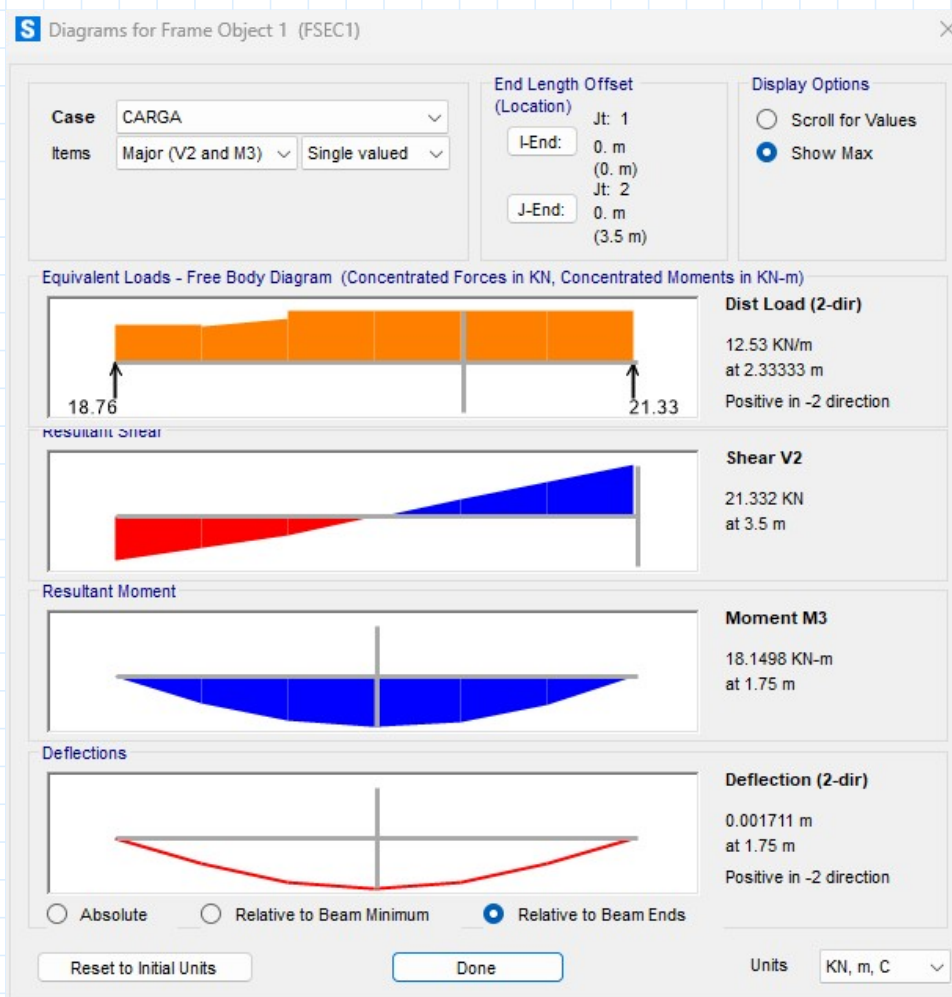 S Diagrams for Frame Object 1 (FSEC1)
Case CARGA
Items Major (V2 and M3) Single valued
End Length Offset
(Location)
I-End:
Jt: 1
0. m
(0. m)
J-End:
Jt: 2
0. m
(3.5 m)
Display Options
Scroll for Values
Show Max
Equivalent Loads - Free Body Diagram (Concentrated Forces in KN, Concentrated Moments in KN-m)
18.76
21.33
Dist Load (2-dir)
12.53 KN/m
at 2.33333 m
Positive in -2 direction
Resultant Shear
Shear V2
21.332 KN
at 3.5 m
Resultant Moment
Moment M3
18.1498 KN-m
at 1.75 m
Deflections
Deflection (2-dir)
0.001711 m
at 1.75 m
Positive in -2 direction
Absolute Relative to Beam Minimum Relative to Beam Ends
Reset to Initial Units Done Units KN, m, C